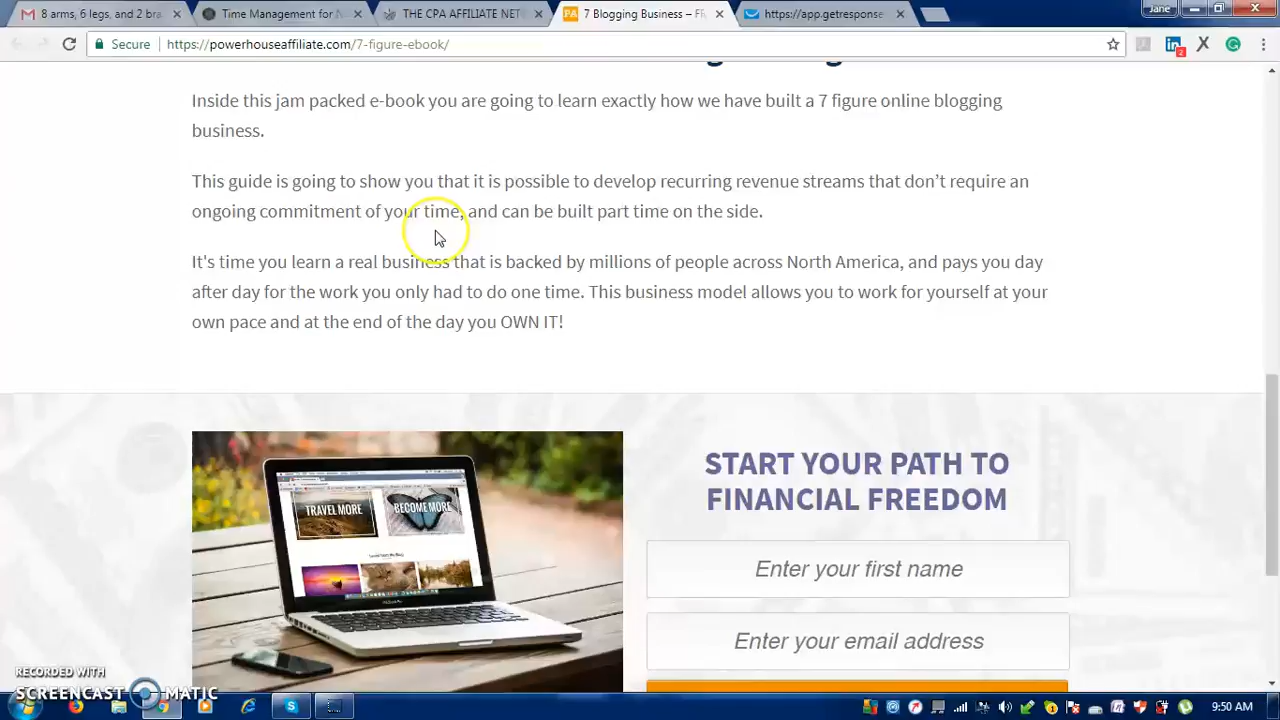 8 arms, 6 legs, and 2 bra
Time Management for N
THE CPA AFFILIATE NET
PA
7 Blogging Business – FR
https://app.getresponse
Jane
Secure
https://powerhouseaffiliate.com/7-figure-ebook/
2
Inside this jam packed e-book you are going to learn exactly how we have built a 7 figure online blogging
business.
This guide is going to show you that it is possible to develop recurring revenue streams that don't require an
ongoing commitment of your time, and can be built part time on the side.
It's time you learn a real business that is backed by millions of people across North America, and pays you day
after day for the work you only had to do one time. This business model allows you to work for yourself at your
own pace and at the end of the day you OWN IT!
TRAVEL MORE
BECOME MORE
START YOUR PATH TO
FINANCIAL FREEDOM
Enter your first name
Enter your email address
RECORDED WITH
SCREENCAST MATIC
9:50 AM